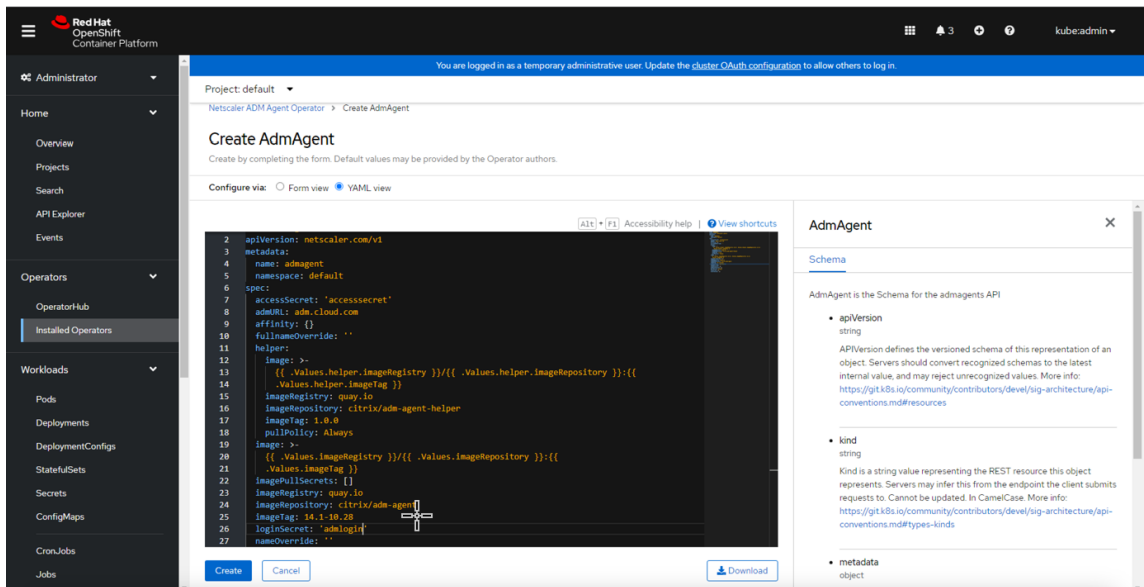 Red Hat
OpenShift
Container Platform
3
kube:admin
Administrator
Home
Overview
Projects
Search
API Explorer
Events
Operators
OperatorHub
Installed Operators
Workloads
Pods
Deployments
DeploymentConfigs
StatefulSets
Secrets
ConfigMaps
CronJobs
Jobs
You are logged in as a temporary administrative user. Update the cluster OAuth configuration to allow others to log in.
Project: default
Netscaler ADM Agent Operator > Create AdmAgent
Create AdmAgent
Create by completing the form. Default values may be provided by the Operator authors.
Configure via: Form view YAML view
Alt + F1 Accessibility help | View shortcuts
2 apiVersion: netscaler.com/v1
3 metadata:
4 name: admagent
5 namespace: default
6 spec:
7 accessSecret: 'accesssecret'
8 admURL: adm.cloud.com
9 affinity: {}
10 fullnameOverride: ''
11 helper:
12 image: >-
13 {{ .Values.helper.imageRegistry }}/{{ .Values.helper.imageRepository }}:{{
14 .Values.helper.imageTag }}
15 imageRegistry: quay.io
16 imageRepository: citrix/adm-agent-helper
17 imageTag: 1.0.0
18 pullPolicy: Always
19 image: >-
20 {{ .Values.imageRegistry }}/{{ .Values.imageRepository }}:{{
21 .Values.imageTag }}
22 imagePullSecrets: []
23 imageRegistry: quay.io
24 imageRepository: citrix/adm-agent
25 imageTag: 14.1-10.28
26 loginSecret: 'admlogin'
27 nameOverride: ''
Create
Cancel
Download
AdmAgent
Schema
AdmAgent is the Schema for the admagents API
• apiVersion
string
APIVersion defines the versioned schema of this representation of an
object. Servers should convert recognized schemas to the latest
internal value, and may reject unrecognized values. More info:
https://git.k8s.io/community/contributors/devel/sig-architecture/api-
conventions.md#resources
• kind
string
Kind is a string value representing the REST resource this object
represents. Servers may infer this from the endpoint the client submits
requests to. Cannot be updated. In CamelCase. More info:
https://git.k8s.io/community/contributors/devel/sig-architecture/api-
conventions.md#types-kinds
• metadata
object